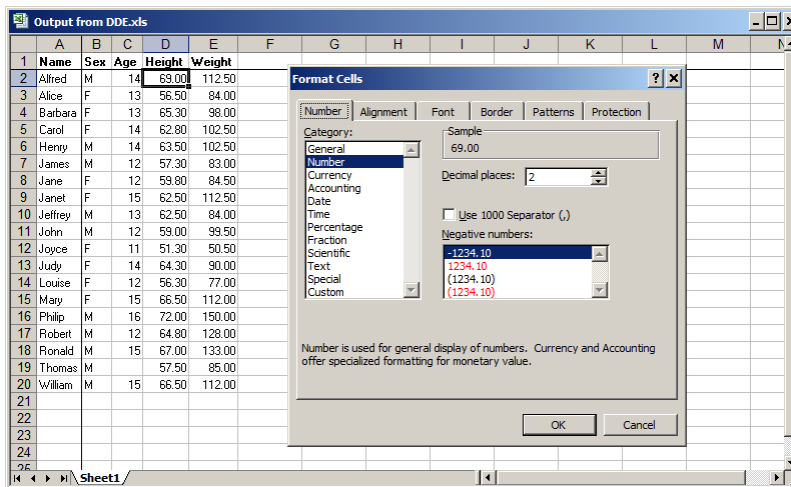 Output from DDE.xls
A B C D E F G H I J K L M N
1 Name Sex Age Height Weight
2 Alfred M 14 69.00 112.50
3 Alice F 13 56.50 84.00
4 Barbara F 13 65.30 98.00
5 Carol F 14 62.80 102.50
6 Henry M 14 63.50 102.50
7 James M 12 57.30 83.00
8 Jane F 12 59.80 84.50
9 Janet F 15 62.50 112.50
10 Jeffrey M 13 62.50 84.00
11 John M 12 59.00 99.50
12 Joyce F 11 51.30 50.50
13 Judy F 14 64.30 90.00
14 Louise F 12 56.30 77.00
15 Mary F 15 66.50 112.00
16 Philip M 16 72.00 150.00
17 Robert M 12 64.80 128.00
18 Ronald M 15 67.00 133.00
19 Thomas M 57.50 85.00
20 William M 15 66.50 112.00
21
22
23
24
25
Sheet1
Format Cells
Number Alignment Font Border Patterns Protection
Category:
General
Number
Currency
Accounting
Date
Time
Percentage
Fraction
Scientific
Text
Special
Custom
Sample
69.00
Decimal places: 2
Use 1000 Separator (,)
Negative numbers:
-1234.10
1234.10
(1234.10)
(1234.10)
Number is used for general display of numbers. Currency and Accounting
offer specialized formatting for monetary value.
OK Cancel